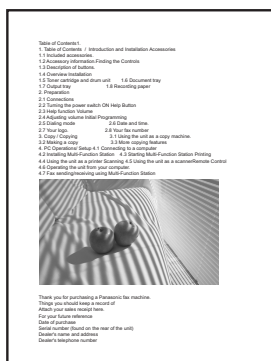 Table of Contents1.
1. Table of Contents / Introduction and Installation Accessories
1.1 Included accessories.
1.2 Accessory information.Finding the Controls
1.3 Description of buttons.
1.4 Overview Installation
1.5 Toner cartridge and drum unit 1.6 Document tray
1.7 Output tray 1.8 Recording paper
2. Preparation
2.1 Connections
2.2 Turning the power switch ON Help Button
2.3 Help function Volume
2.4 Adjusting volume Initial Programming
2.5 Dialing mode 2.6 Date and time.
2.7 Your logo. 2.8 Your fax number
3. Copy / Copying 3.1 Using the unit as a copy machine.
3.2 Making a copy 3.3 More copying features
4. PC Operations/ Setup 4.1 Connecting to a computer
4.2 Installing Multi-Function Station 4.3 Starting Multi-Function Station Printing
4.4 Using the unit as a printer Scanning 4.5 Using the unit as a scannerRemote Control
4.6 Operating the unit from your computer.
4.7 Fax sending/receiving using Multi-Function Station
Thank you for purchasing a Panasonic fax machine.
Things you should keep a record of
Attach your sales receipt here.
For your future reference
Date of purchase
Serial number (found on the rear of the unit)
Dealer's name and address
Dealer's telephone number